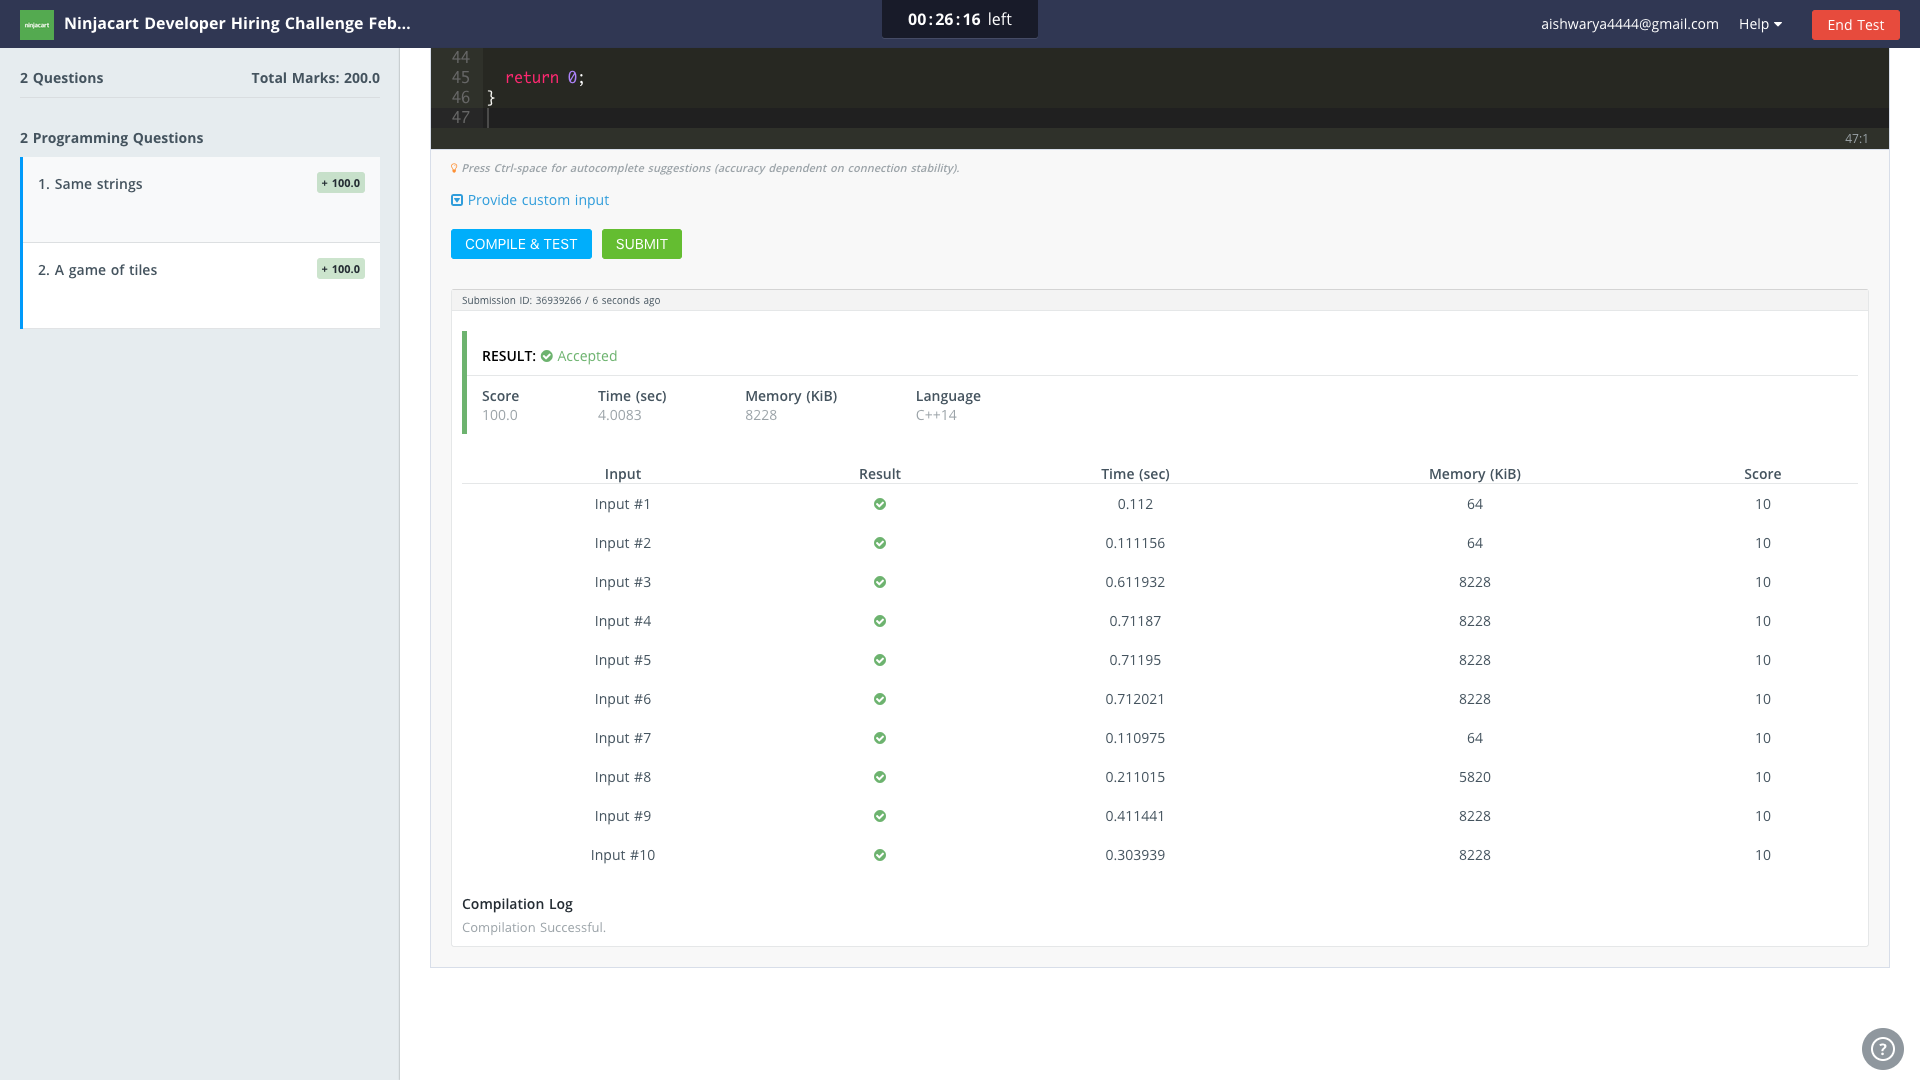 ninjacart
Ninjacart Developer Hiring Challenge Feb...
00:26:16 left
aishwarya4444@gmail.com
Help
End Test
2 Questions
Total Marks: 200.0
2 Programming Questions
1. Same strings
+ 100.0
2. A game of tiles
+ 100.0
44
45 return 0;
46 }
47
47:1
Press Ctrl-space for autocomplete suggestions (accuracy dependent on connection stability).
Provide custom input
COMPILE & TEST
SUBMIT
Submission ID: 36939266 / 6 seconds ago
RESULT: Accepted
Score Time (sec) Memory (KiB) Language
100.0 4.0083 8228 C++14
Input Result Time (sec) Memory (KiB) Score
Input #1 0.112 64 10
Input #2 0.111156 64 10
Input #3 0.611932 8228 10
Input #4 0.71187 8228 10
Input #5 0.71195 8228 10
Input #6 0.712021 8228 10
Input #7 0.110975 64 10
Input #8 0.211015 5820 10
Input #9 0.411441 8228 10
Input #10 0.303939 8228 10
Compilation Log
Compilation Successful.
?